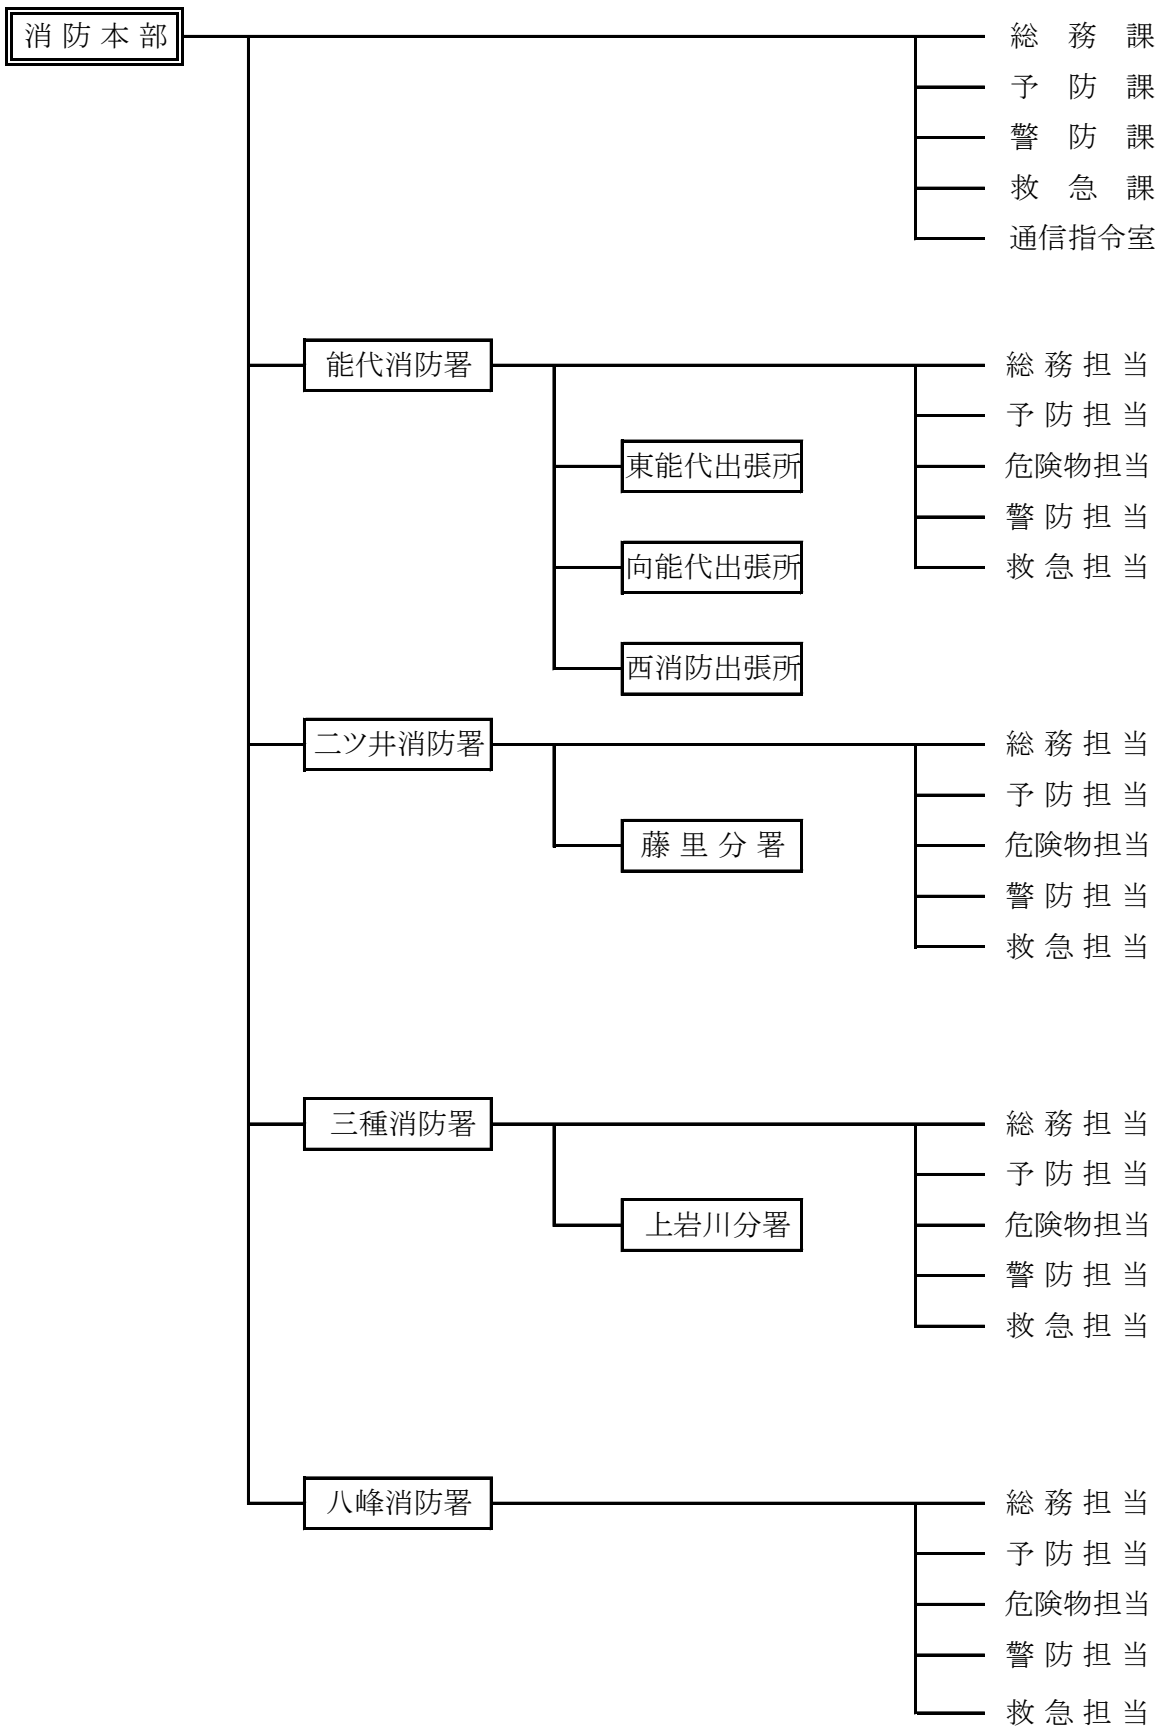 消防本部
総務課
予防課
警防課
救急課
通信指令室
能代消防署
総務担当
予防担当
東能代出張所
危険物担当
警防担当
向能代出張所
救急担当
西消防出張所
二ツ井消防署
総務担当
予防担当
藤里分署
危険物担当
警防担当
救急担当
三種消防署
総務担当
予防担当
上岩川分署
危険物担当
警防担当
救急担当
八峰消防署
総務担当
予防担当
危険物担当
警防担当
救急担当